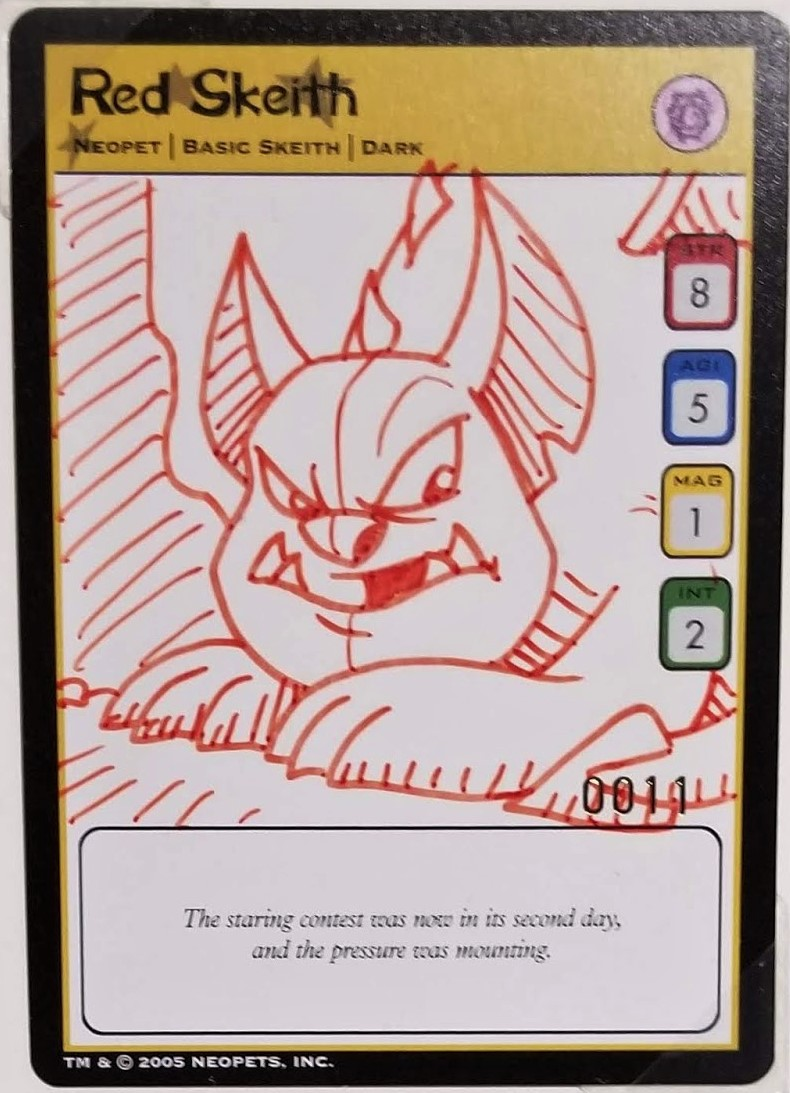 Red Skeith
NEOPET | BASIC SKEITH | DARK
STR
8
AGI
5
MAG
1
INT
2
0011
The staring contest was now in its second day,
and the pressure was mounting.
TM & © 2005 NEOPETS, INC.